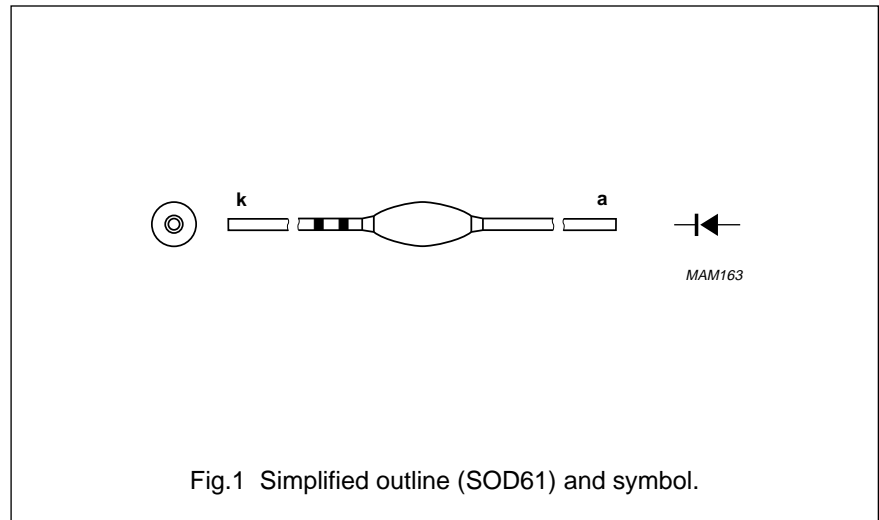 k
a
MAM163
Fig.1 Simplified outline (SOD61) and symbol.